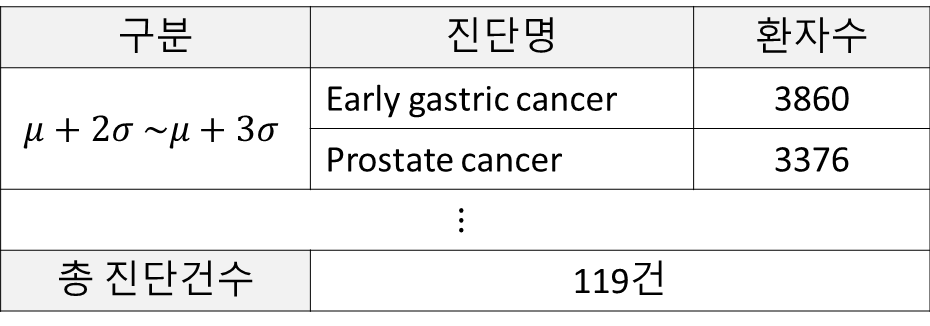 구분 진단명 환자수
𝜇 + 2𝜎 ~𝜇 + 3𝜎 Early gastric cancer 3860
Prostate cancer 3376
⋮
총 진단건수 119건